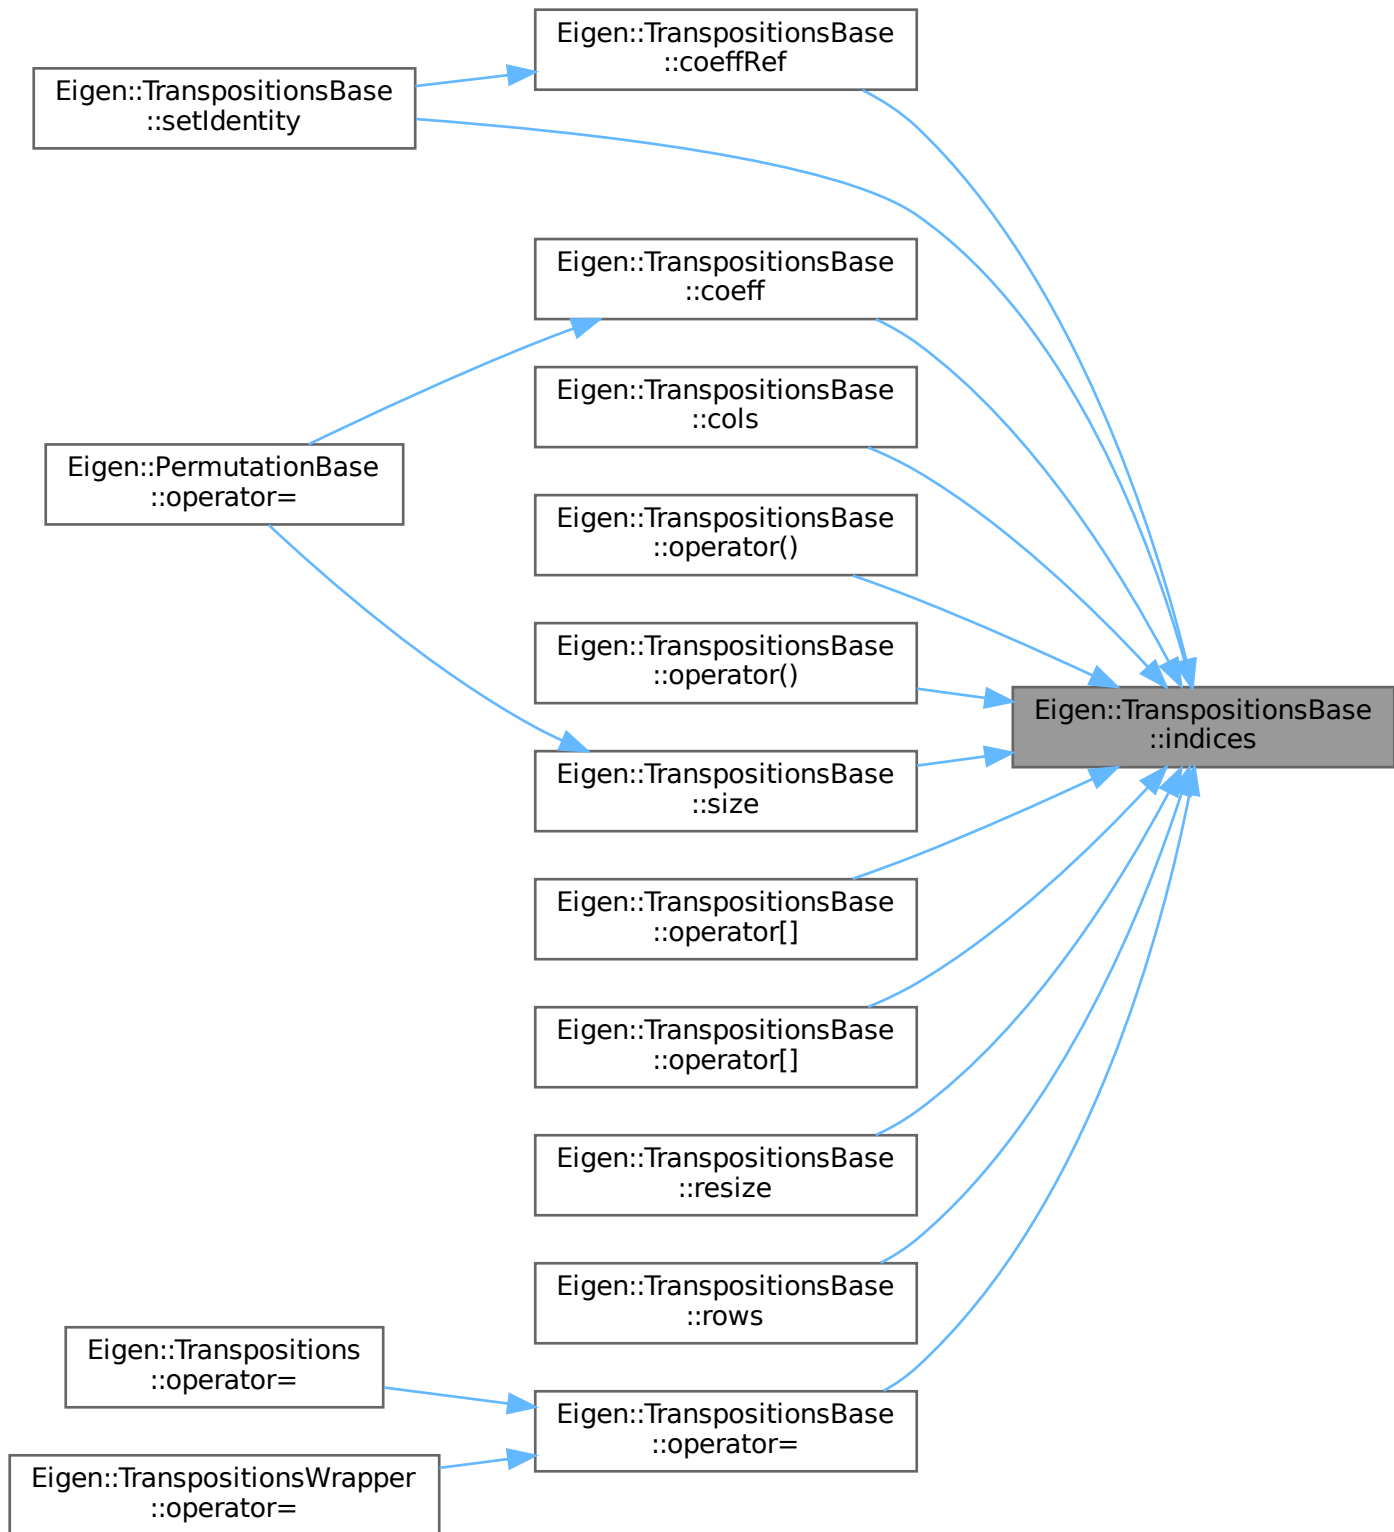 Eigen::TranspositionsBase
::coeffRef
Eigen::TranspositionsBase
::setIdentity
Eigen::TranspositionsBase
::coeff
Eigen::TranspositionsBase
::cols
Eigen::PermutationBase
::operator=
Eigen::TranspositionsBase
::operator()
Eigen::TranspositionsBase
::operator()
Eigen::TranspositionsBase
::indices
Eigen::TranspositionsBase
::size
Eigen::TranspositionsBase
::operator[]
Eigen::TranspositionsBase
::operator[]
Eigen::TranspositionsBase
::resize
Eigen::TranspositionsBase
::rows
Eigen::Transpositions
::operator=
Eigen::TranspositionsBase
::operator=
Eigen::TranspositionsWrapper
::operator=